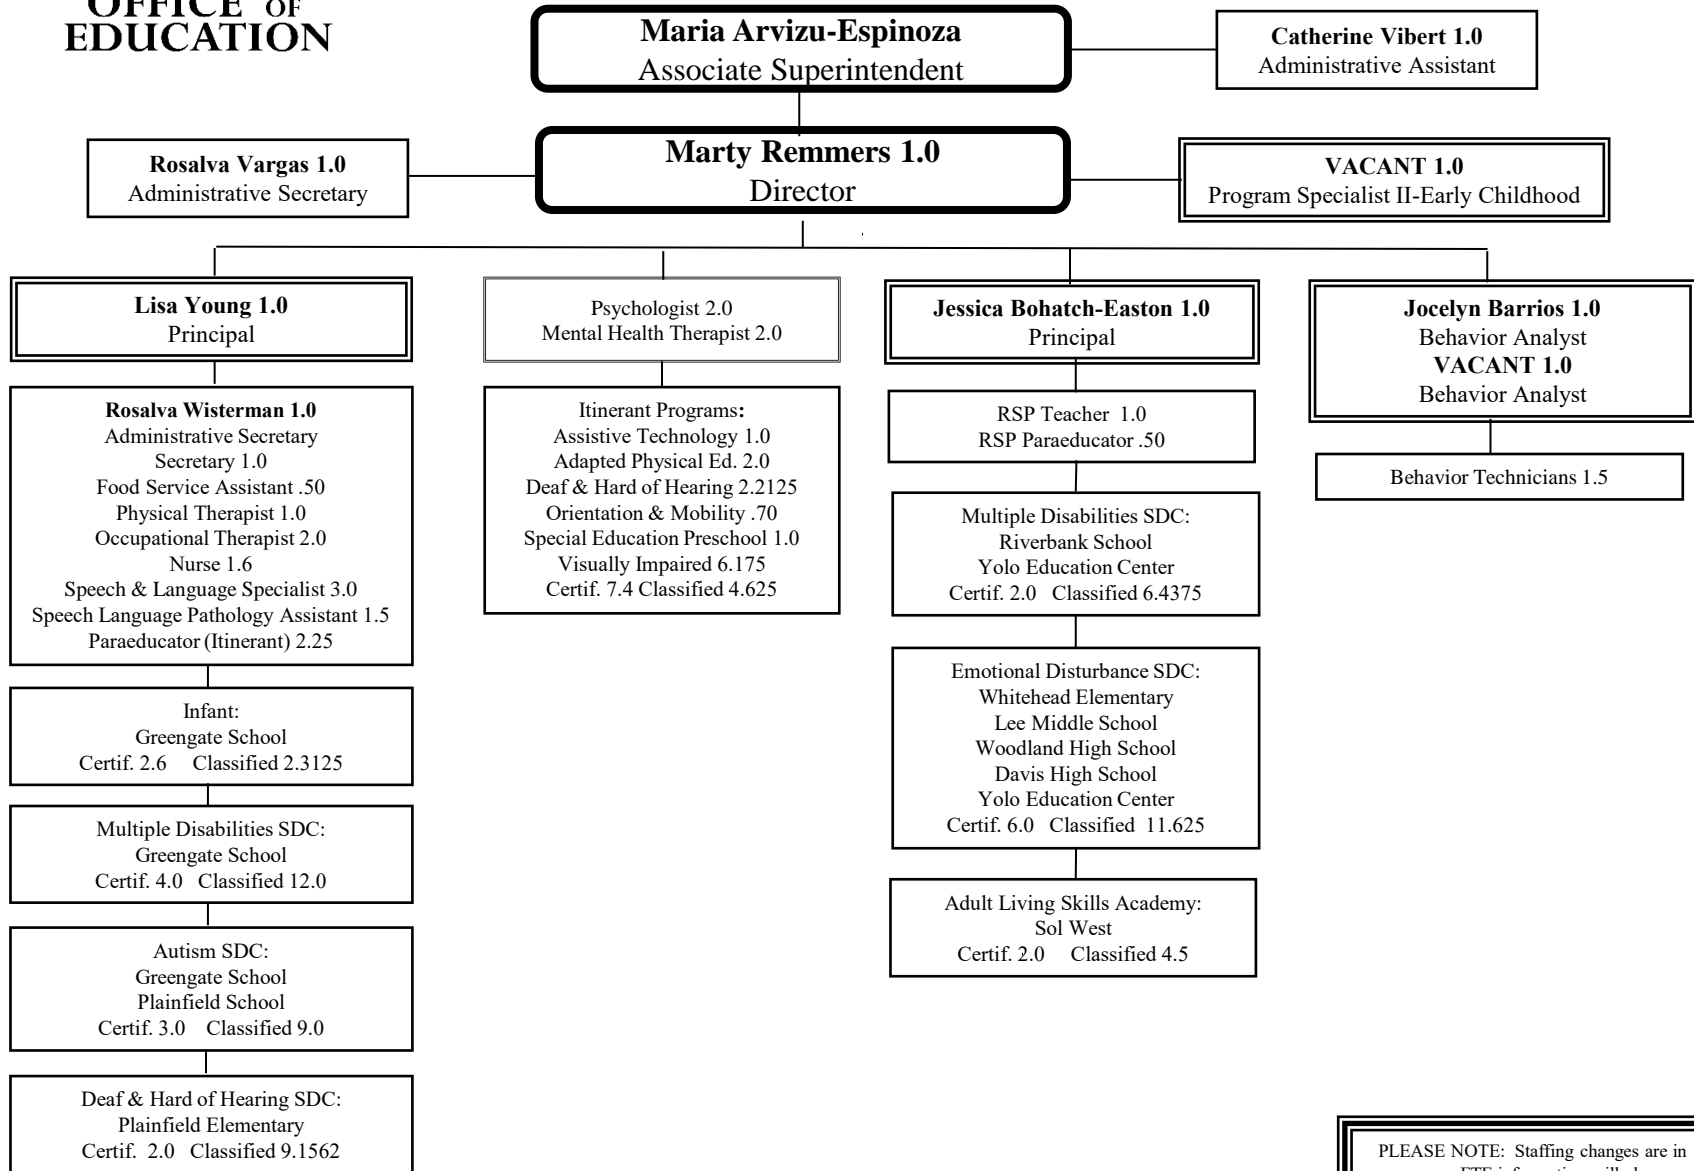 OFFICE OF
EDUCATION
Maria Arvizu-Espinoza
Associate Superintendent
Catherine Vibert 1.0
Administrative Assistant
Rosalva Vargas 1.0
Administrative Secretary
Marty Remmers 1.0
Director
VACANT 1.0
Program Specialist II-Early Childhood
Lisa Young 1.0
Principal
Rosalva Wisterman 1.0
Administrative Secretary
Secretary 1.0
Food Service Assistant .50
Physical Therapist 1.0
Occupational Therapist 2.0
Nurse 1.6
Speech & Language Specialist 3.0
Speech Language Pathology Assistant 1.5
Paraeducator (Itinerant) 2.25
Infant:
Greengate School
Certif. 2.6 Classified 2.3125
Multiple Disabilities SDC:
Greengate School
Certif. 4.0 Classified 12.0
Autism SDC:
Greengate School
Plainfield School
Certif. 3.0 Classified 9.0
Deaf & Hard of Hearing SDC:
Plainfield Elementary
Certif. 2.0 Classified 9.1562
Psychologist 2.0
Mental Health Therapist 2.0
Itinerant Programs:
Assistive Technology 1.0
Adapted Physical Ed. 2.0
Deaf & Hard of Hearing 2.2125
Orientation & Mobility .70
Special Education Preschool 1.0
Visually Impaired 6.175
Certif. 7.4 Classified 4.625
Jessica Bohatch-Easton 1.0
Principal
RSP Teacher 1.0
RSP Paraeducator .50
Multiple Disabilities SDC:
Riverbank School
Yolo Education Center
Certif. 2.0 Classified 6.4375
Emotional Disturbance SDC:
Whitehead Elementary
Lee Middle School
Woodland High School
Davis High School
Yolo Education Center
Certif. 6.0 Classified 11.625
Adult Living Skills Academy:
Sol West
Certif. 2.0 Classified 4.5
Jocelyn Barrios 1.0
Behavior Analyst
VACANT 1.0
Behavior Analyst
Behavior Technicians 1.5
PLEASE NOTE: Staffing changes are in